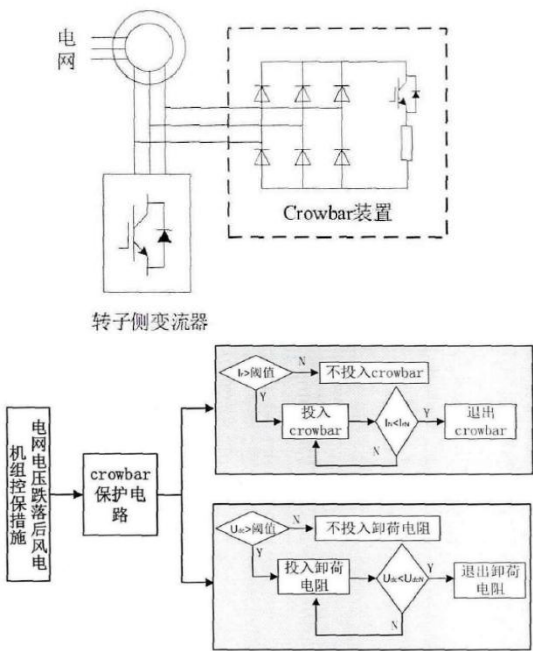 电
网
Crowbar装置
转子侧变流器
电网电压跌落后风电
机组控保措施
crowbar
保护电
路
Ir>阈值
N
不投入crowbar
Y
投入
crowbar
Y
退出
crowbar
N
Udc>阈值
N
不投入卸荷电阻
Y
投入卸荷
电阻
Udc<UdcN
Y
退出卸荷
电阻
N